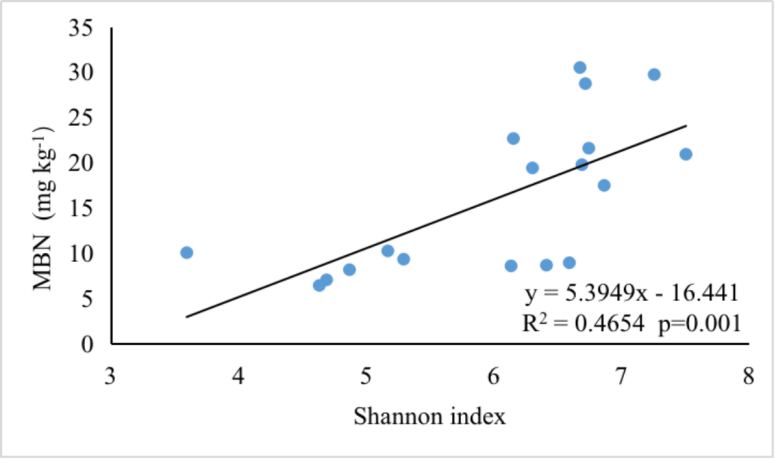 35
30
25
20
15
10
5
0
MBN (mg kg-1)
y = 5.3949x - 16.441
R2 = 0.4654 p=0.001
3 4 5 6 7 8
Shannon index